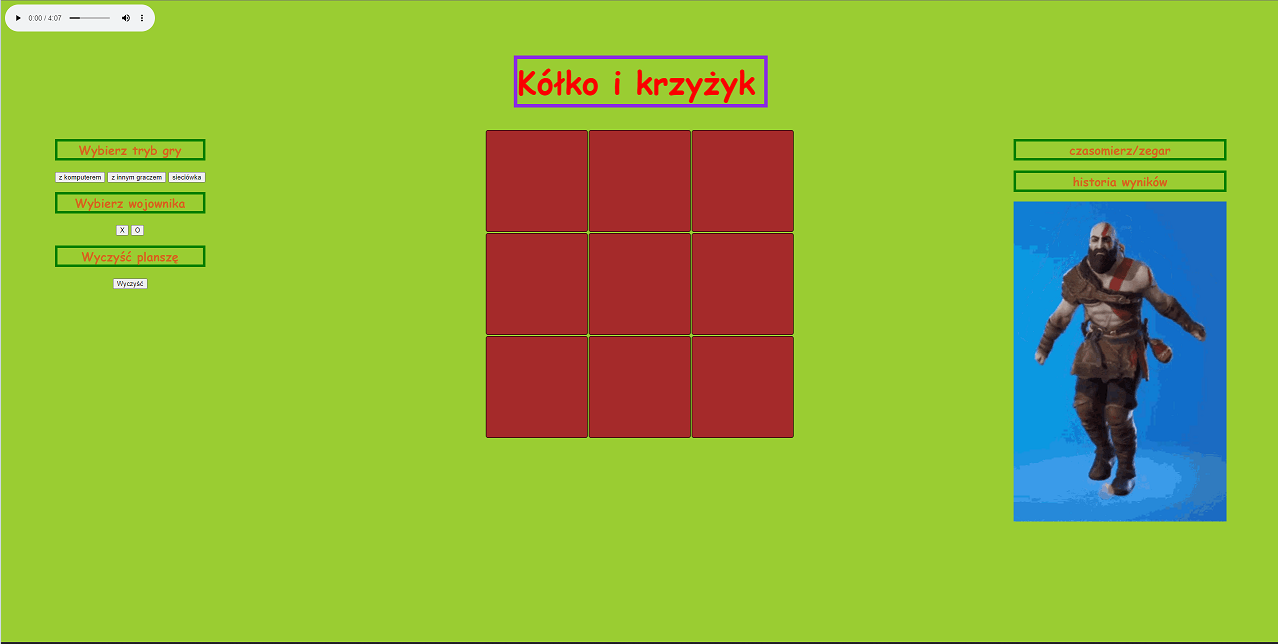 0:00 / 4:07
Kółko i krzyżyk
Wybierz tryb gry
z komputerem z innym graczem sieciówka
Wybierz wojownika
X O
Wyczyść planszę
Wyczyść
czasomierz/zegar
historia wyników